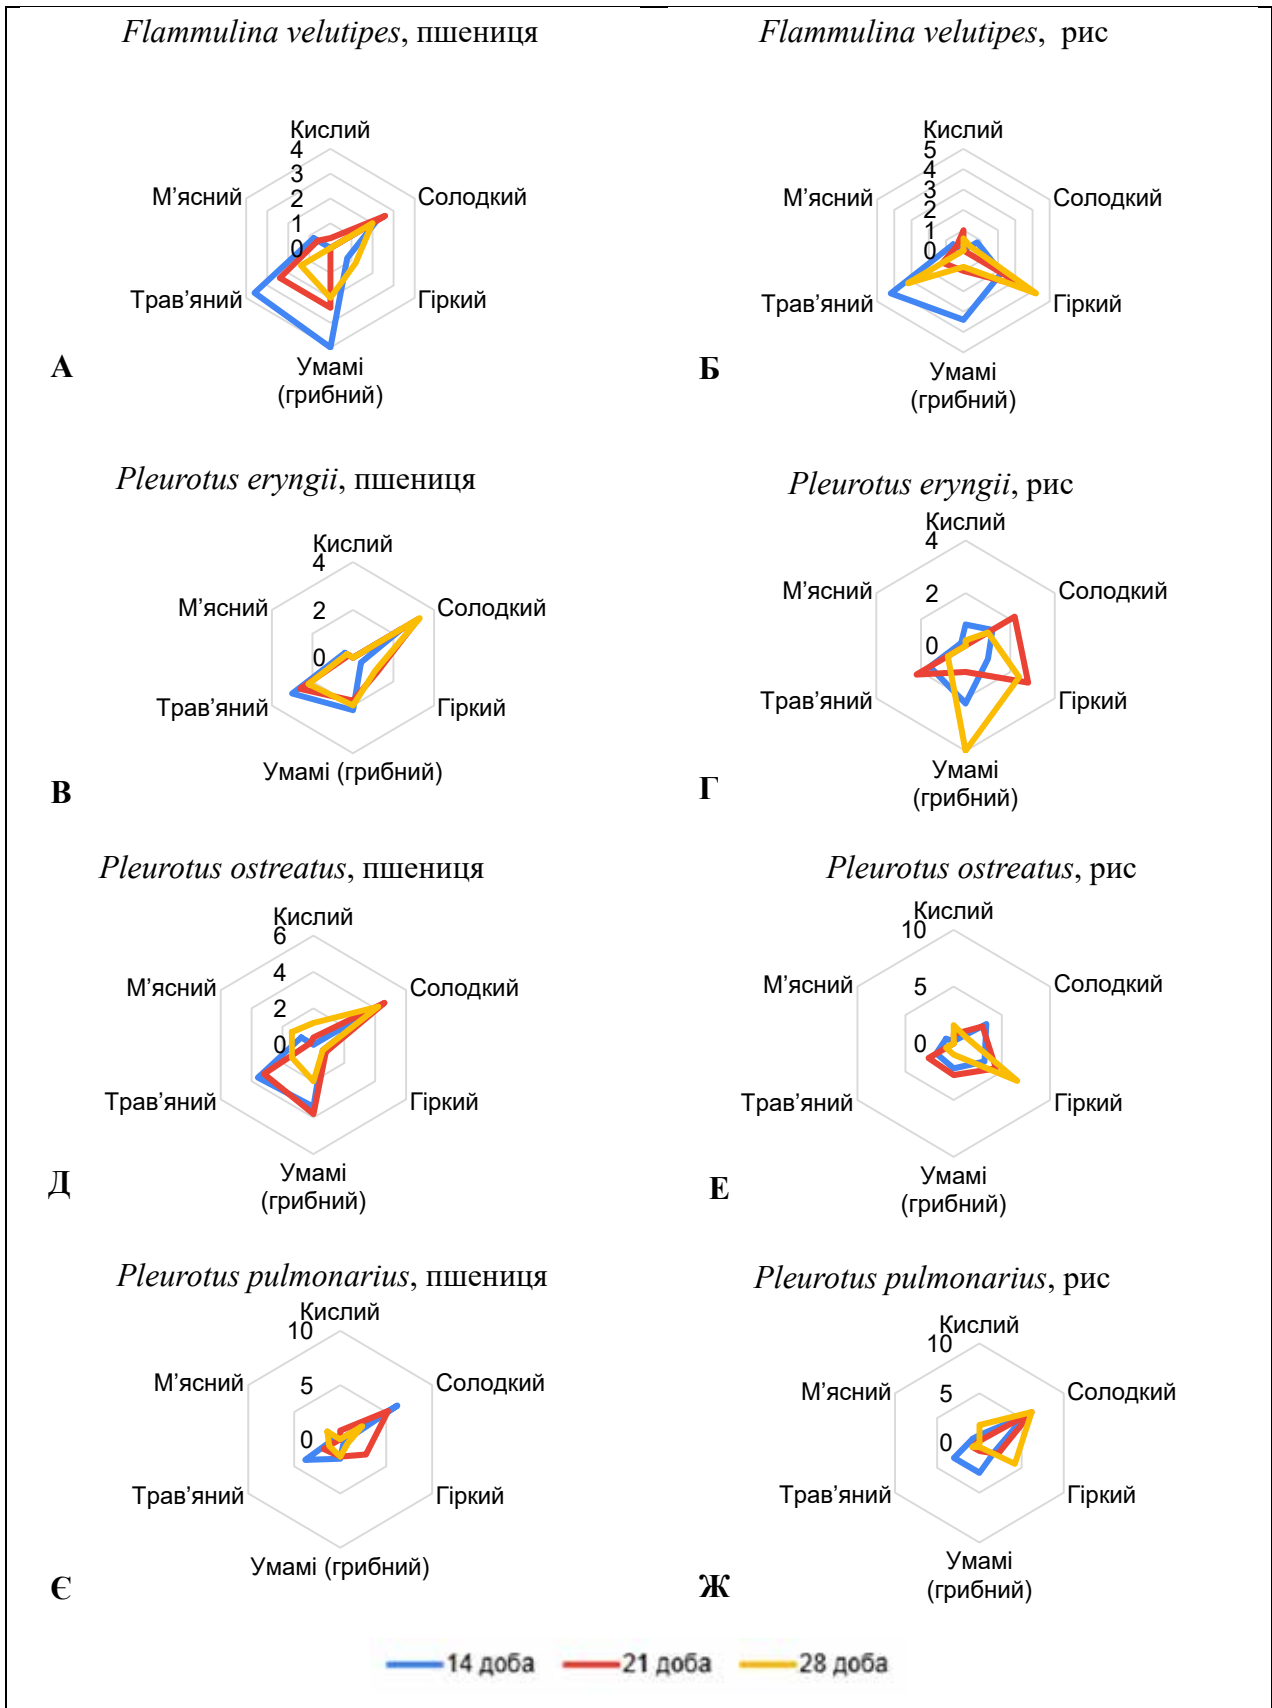 Flammulina velutipes, пшениця
Кислий
4
3
2
1
0
М’ясний
Солодкий
Трав’яний
Гіркий
Умамі
(грибний)
А
Flammulina velutipes, рис
Кислий
5
4
3
2
1
0
М’ясний
Солодкий
Трав’яний
Гіркий
Умамі
(грибний)
Б
Pleurotus eryngii, пшениця
Кислий
4
2
0
М’ясний
Солодкий
Трав’яний
Гіркий
Умамі (грибний)
В
Pleurotus eryngii, рис
Кислий
4
2
0
М’ясний
Солодкий
Трав’яний
Гіркий
Умамі
(грибний)
Г
Pleurotus ostreatus, пшениця
Кислий
6
4
2
0
М’ясний
Солодкий
Трав’яний
Гіркий
Умамі
(грибний)
Д
Pleurotus ostreatus, рис
Кислий
10
5
0
М’ясний
Солодкий
Трав’яний
Гіркий
Умамі
(грибний)
Е
Pleurotus pulmonarius, пшениця
Кислий
10
5
0
М’ясний
Солодкий
Трав’яний
Гіркий
Умамі (грибний)
Є
Pleurotus pulmonarius, рис
Кислий
10
5
0
М’ясний
Солодкий
Трав’яний
Гіркий
Умамі
(грибний)
Ж
14 доба 21 доба 28 доба